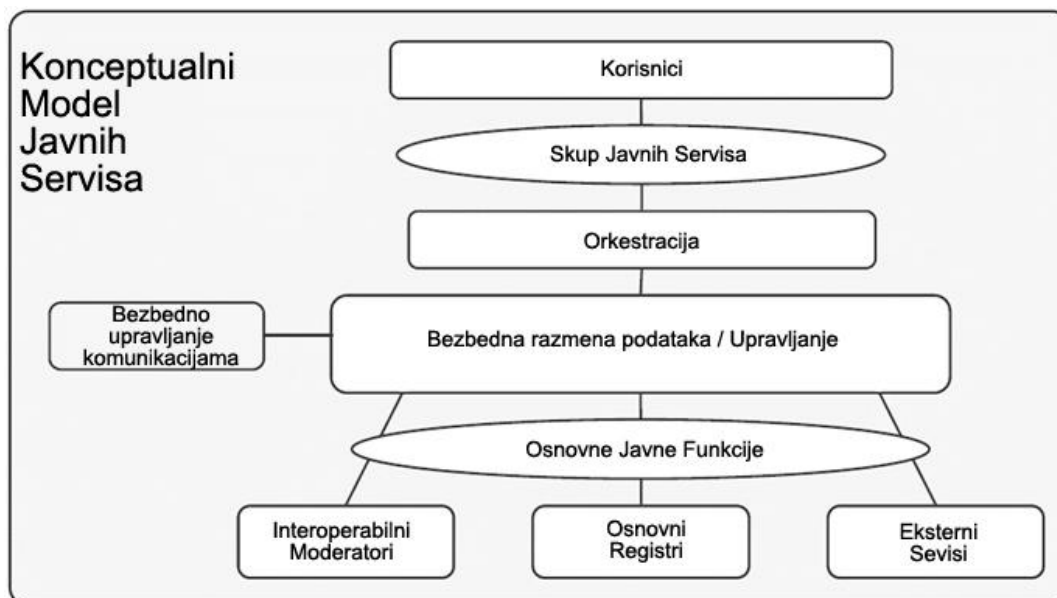 Konceptualni
Model
Javnih
Servisa
Korisnici
Skup Javnih Servisa
Orkestracija
Bezbedno
upravljanje
komunikacijama
Bezbedna razmena podataka / Upravljanje
Osnovne Javne Funkcije
Interoperabilni
Moderatori
Osnovni
Registri
Eksterni
Sevisi